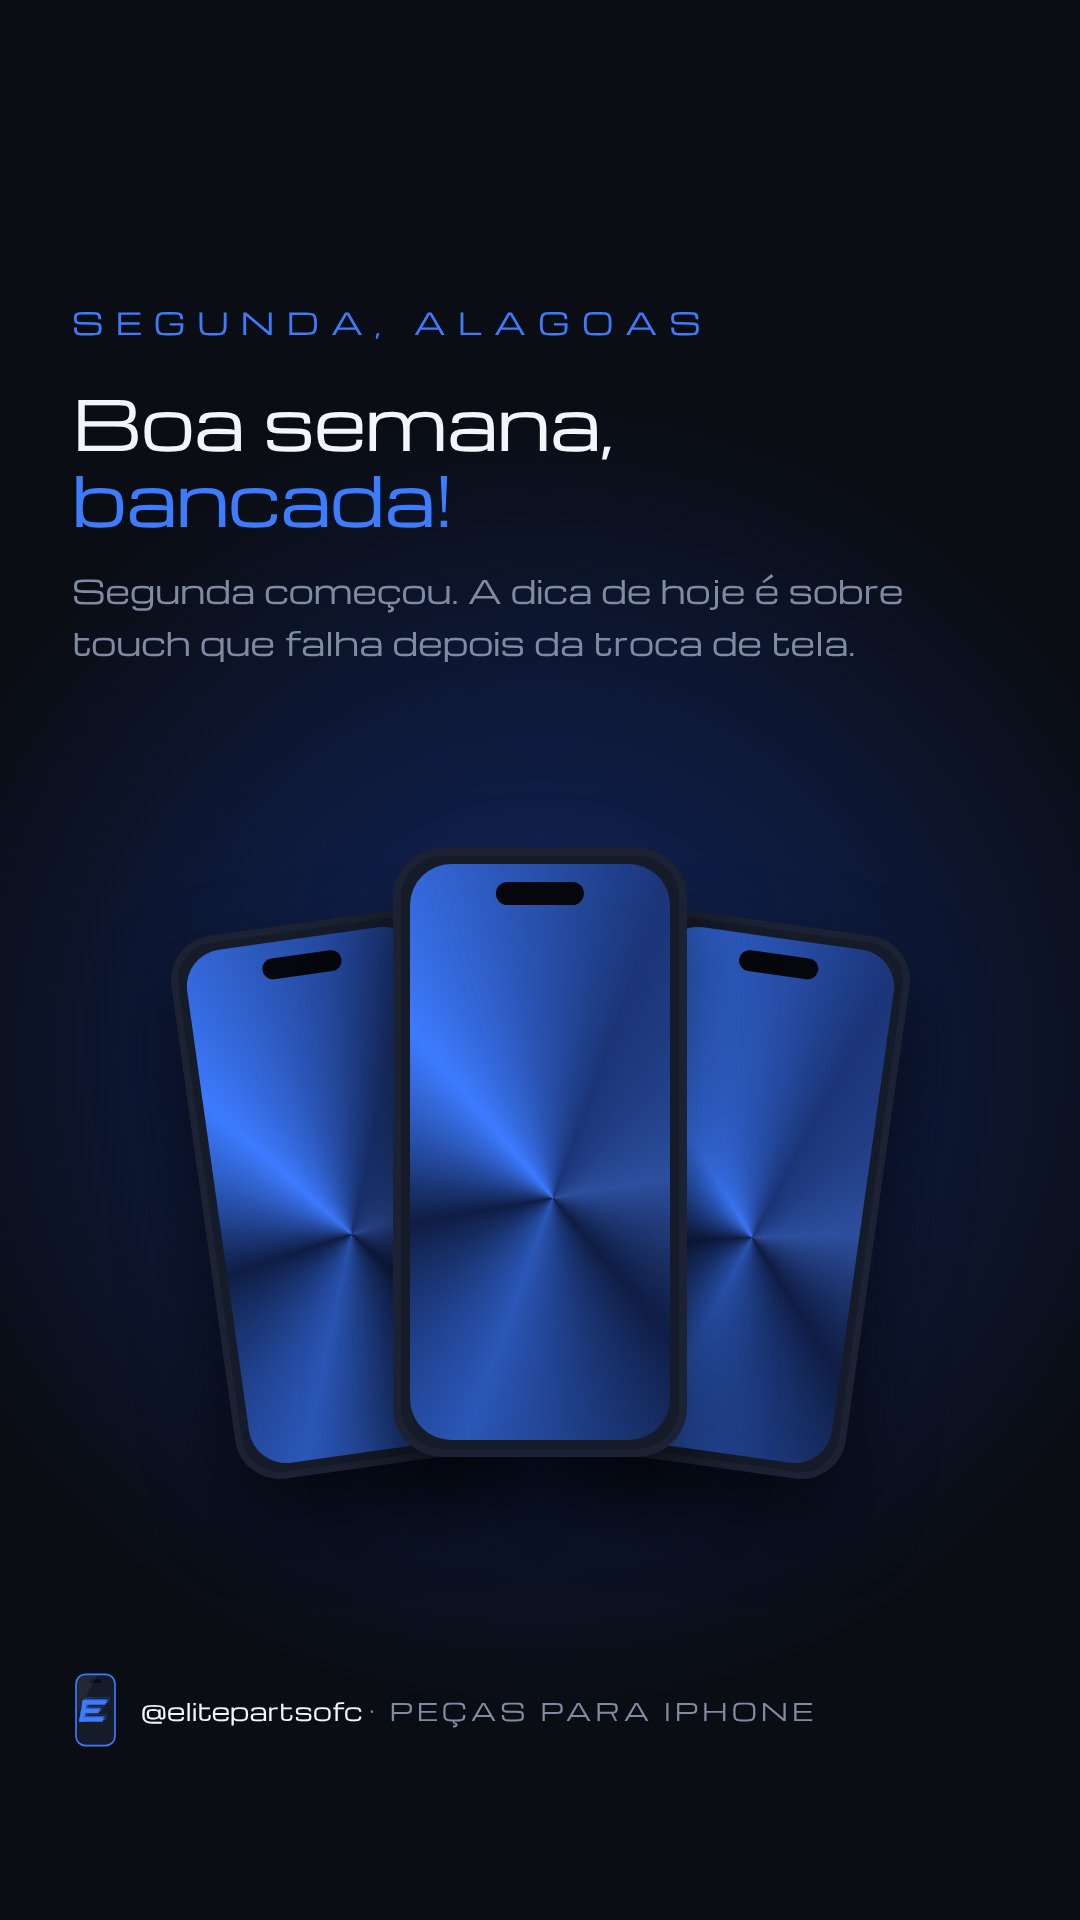 SEGUNDA, ALAGOAS
Boa semana,
bancada!
Segunda começou. A dica de hoje é sobre
touch que falha depois da troca de tela.
E @elitepartsofc · PEÇAS PARA IPHONE